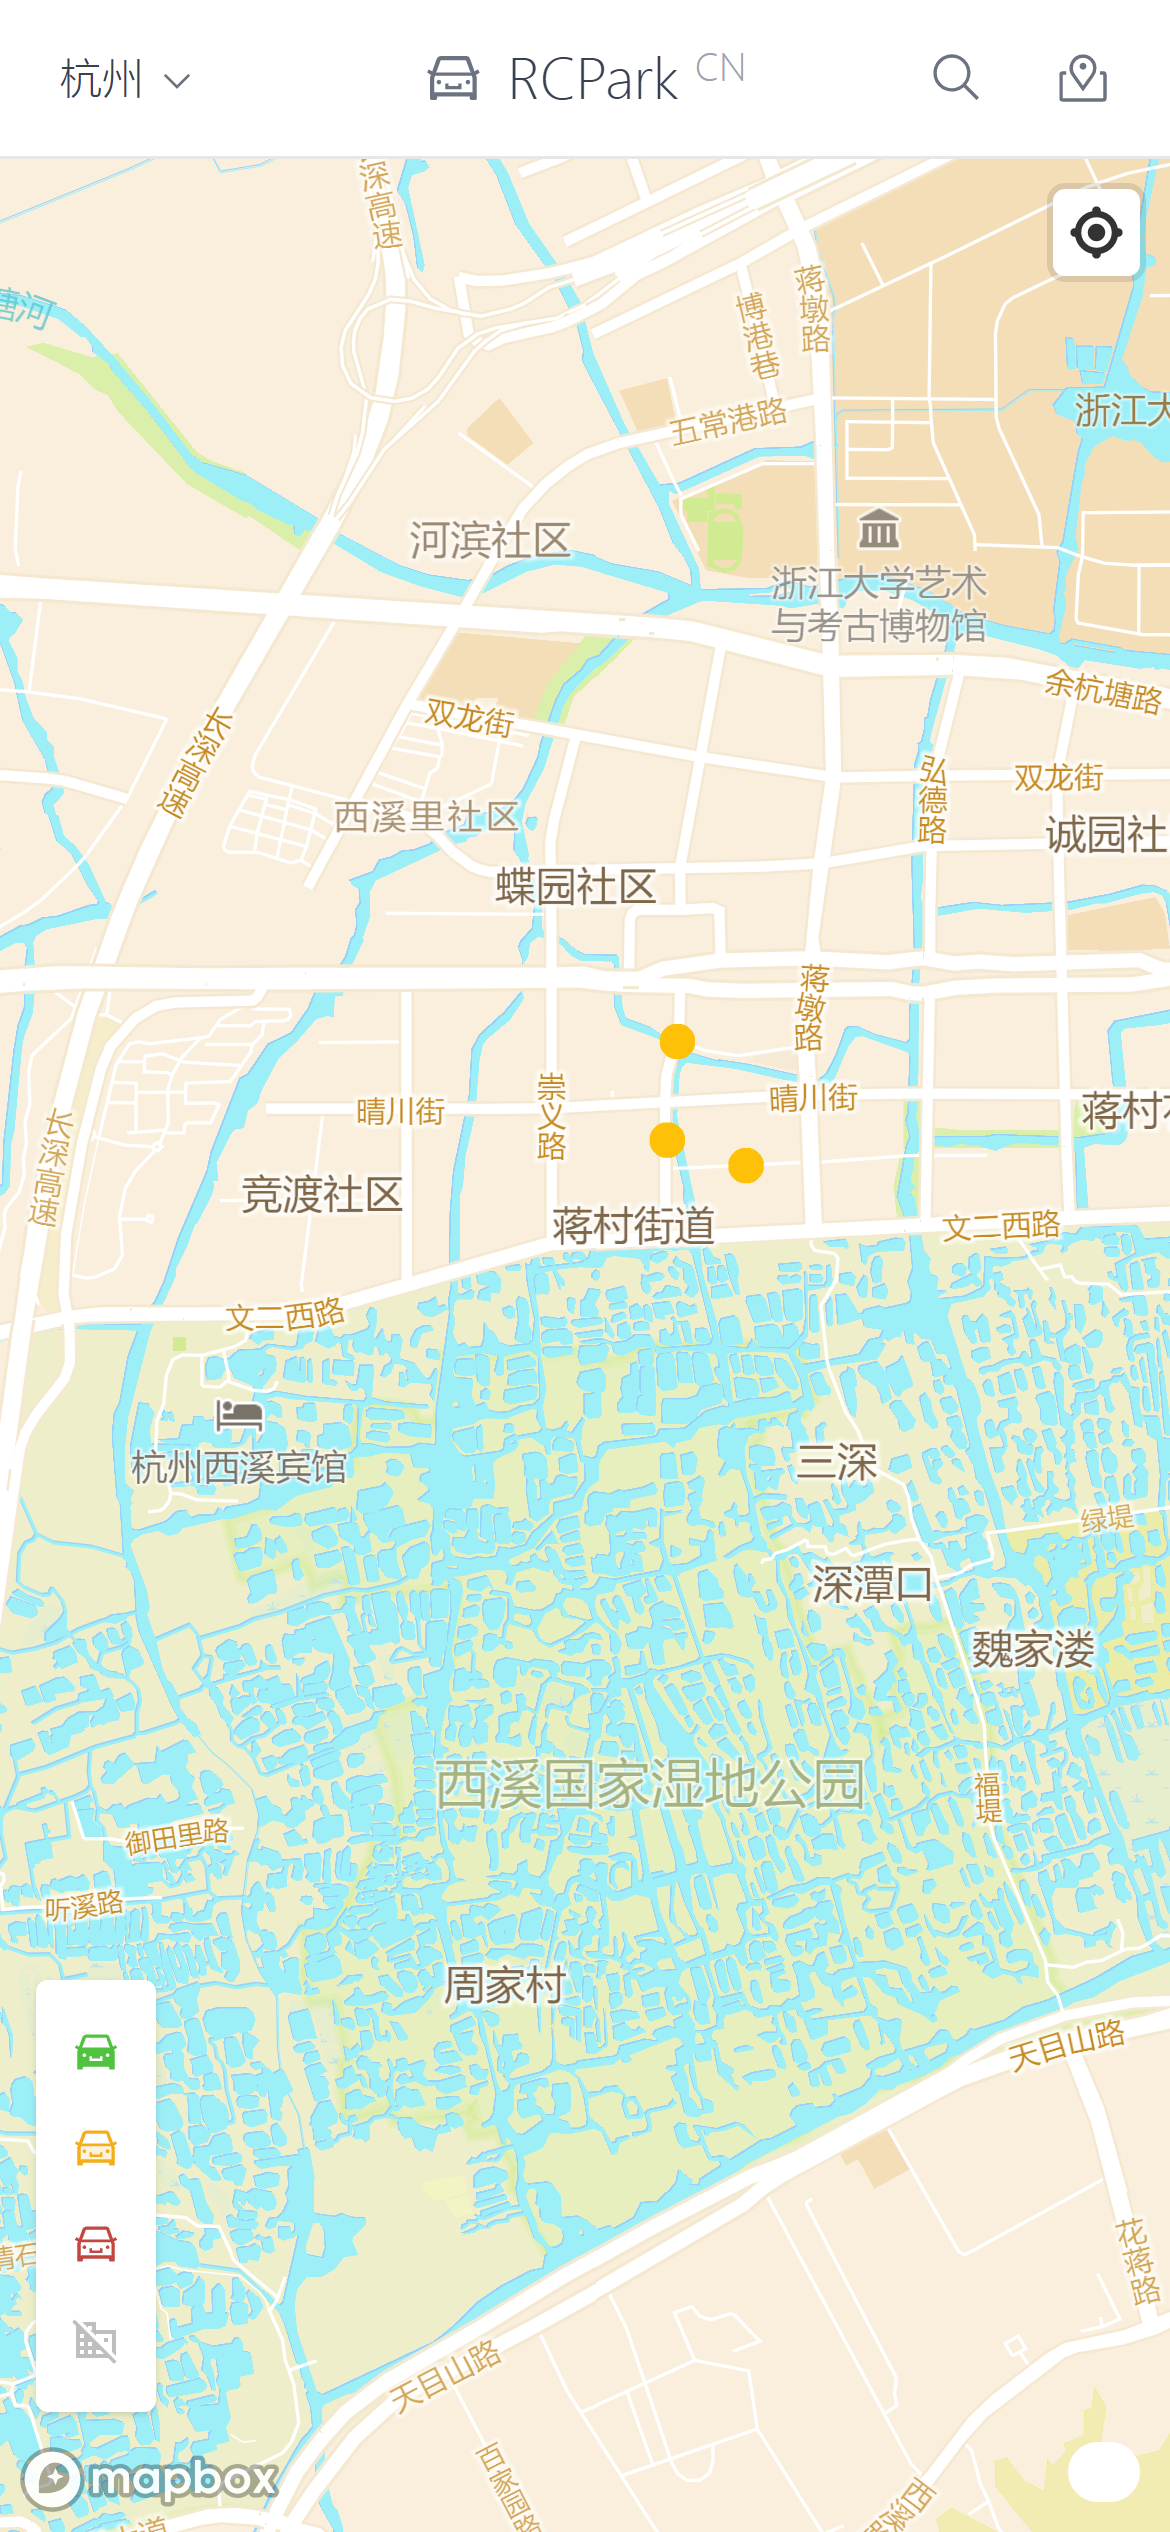 杭州
RCPark CN
深高速
塘河
蒋墩路
博港巷
五常港路
浙江大
河滨社区
浙江大学艺术
与考古博物馆
余杭塘路
双龙街
长深高速
弘德路
双龙街
西溪里社区
诚园社
蝶园社区
蒋墩路
崇义路
晴川街
晴川街
蒋村
长深高速
竞渡社区
蒋村街道
文二西路
文二西路
杭州西溪宾馆
三深
绿堤
深潭口
魏家溇
西溪国家湿地公园
福堤
御田里路
听溪路
周家村
天目山路
花蒋路
天目山路
百家园路
mapbox